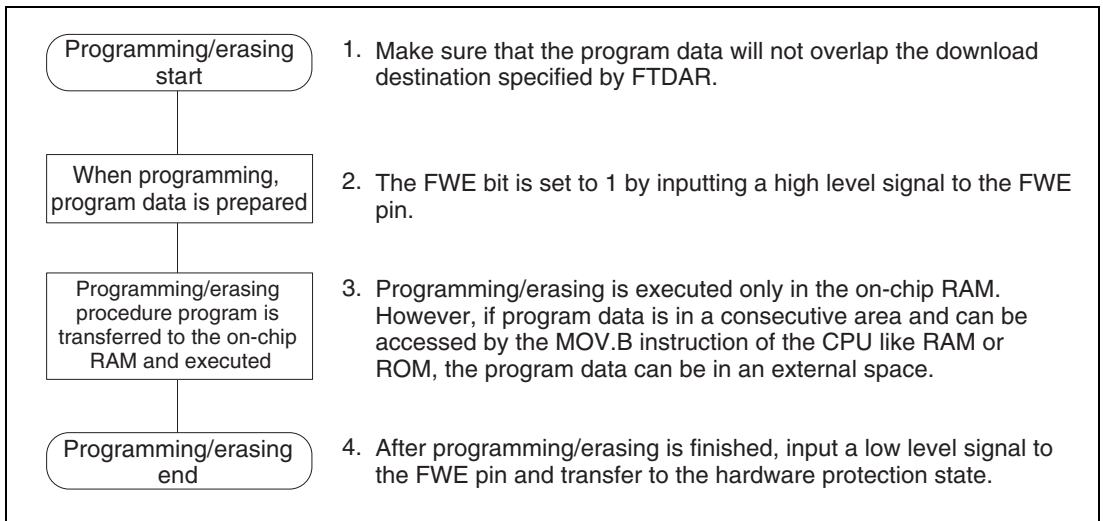 Programming/erasing
start
1. Make sure that the program data will not overlap the download
destination specified by FTDAR.
When programming,
program data is prepared
2. The FWE bit is set to 1 by inputting a high level signal to the FWE
pin.
Programming/erasing
procedure program is
transferred to the on-chip
RAM and executed
3. Programming/erasing is executed only in the on-chip RAM.
However, if program data is in a consecutive area and can be
accessed by the MOV.B instruction of the CPU like RAM or
ROM, the program data can be in an external space.
Programming/erasing
end
4. After programming/erasing is finished, input a low level signal to
the FWE pin and transfer to the hardware protection state.